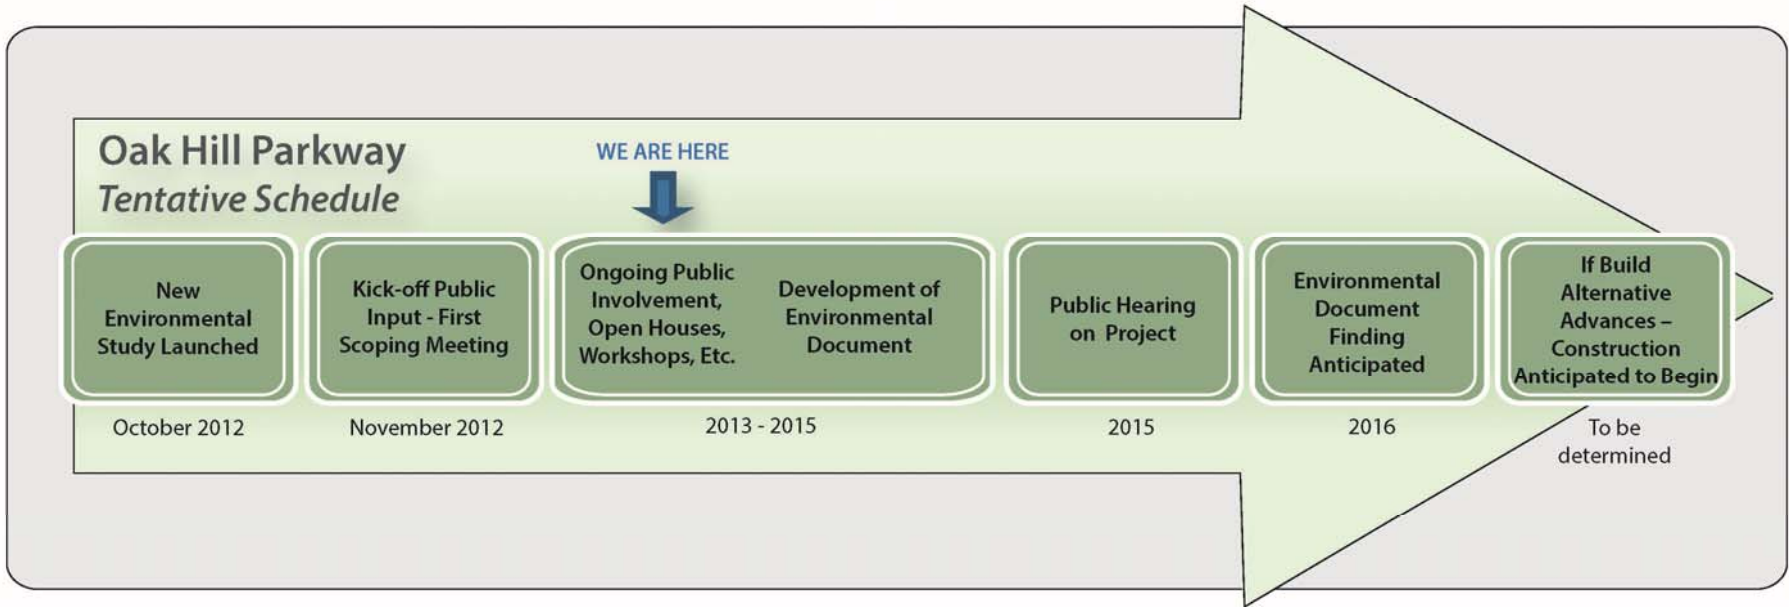 Oak Hill Parkway
Tentative Schedule
WE ARE HERE
New
Environmental
Study Launched
October 2012
Kick-off Public
Input - First
Scoping Meeting
November 2012
Ongoing Public
Involvement,
Open Houses,
Workshops, Etc.
Development of
Environmental
Document
2013 - 2015
Public Hearing
on Project
2015
Environmental
Document
Finding
Anticipated
2016
If Build
Alternative
Advances –
Construction
Anticipated to Begin
To be
determined